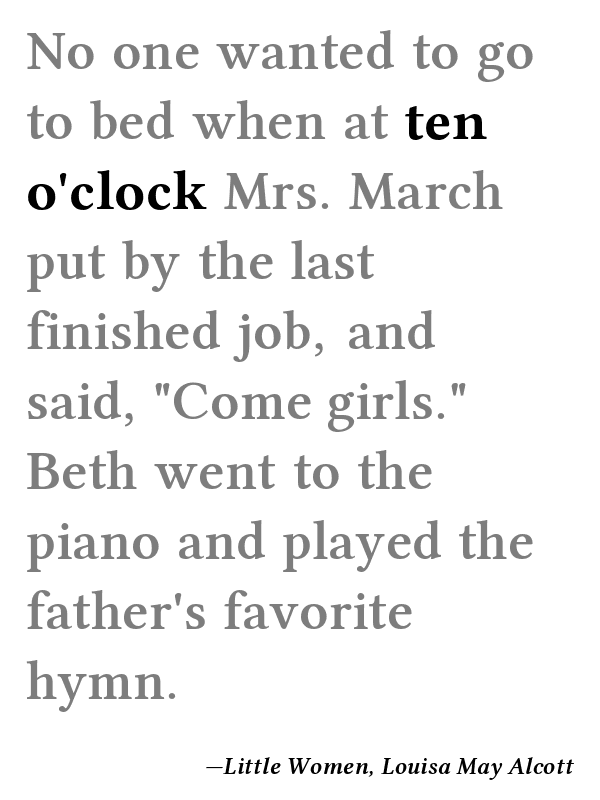 No one wanted to go
to bed when at ten
o'clock Mrs. March
put by the last
finished job, and
said, "Come girls."
Beth went to the
piano and played the
father's favorite
hymn.
—Little Women, Louisa May Alcott